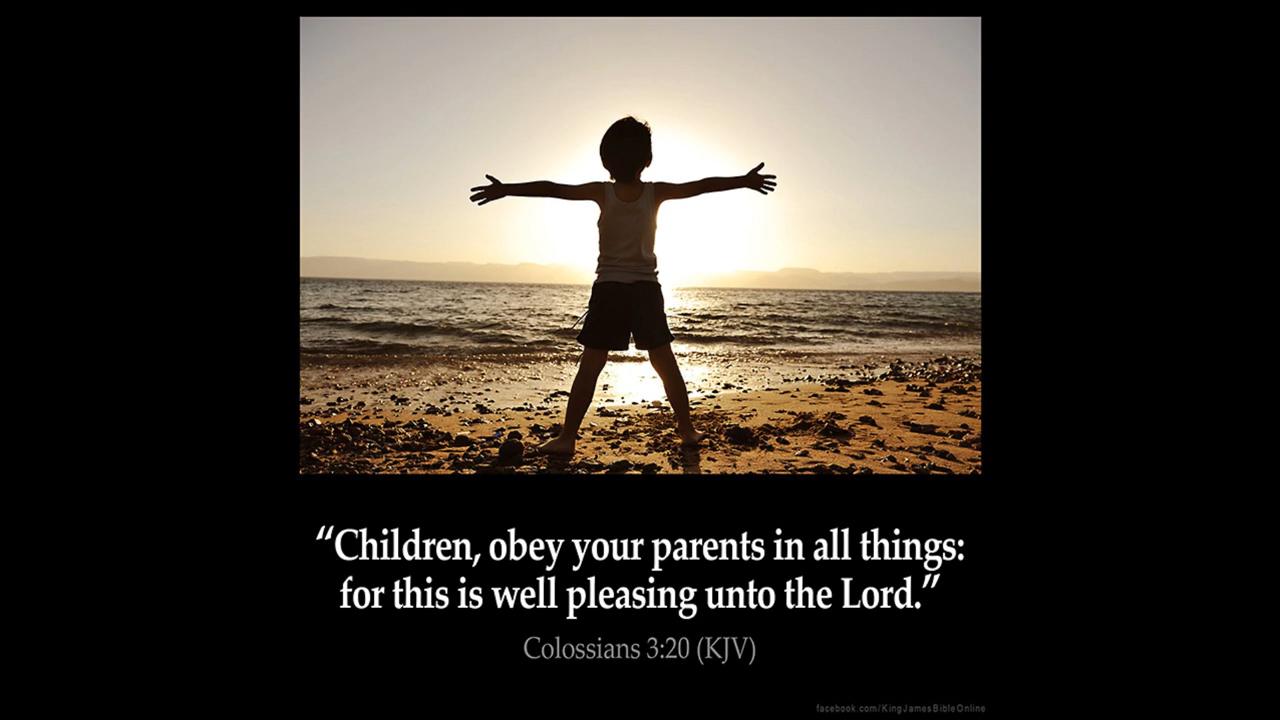 “Children, obey your parents in all things:
for this is well pleasing unto the Lord.”
Colossians 3:20 (KJV)
facebook.com/KingJamesBibleOnline